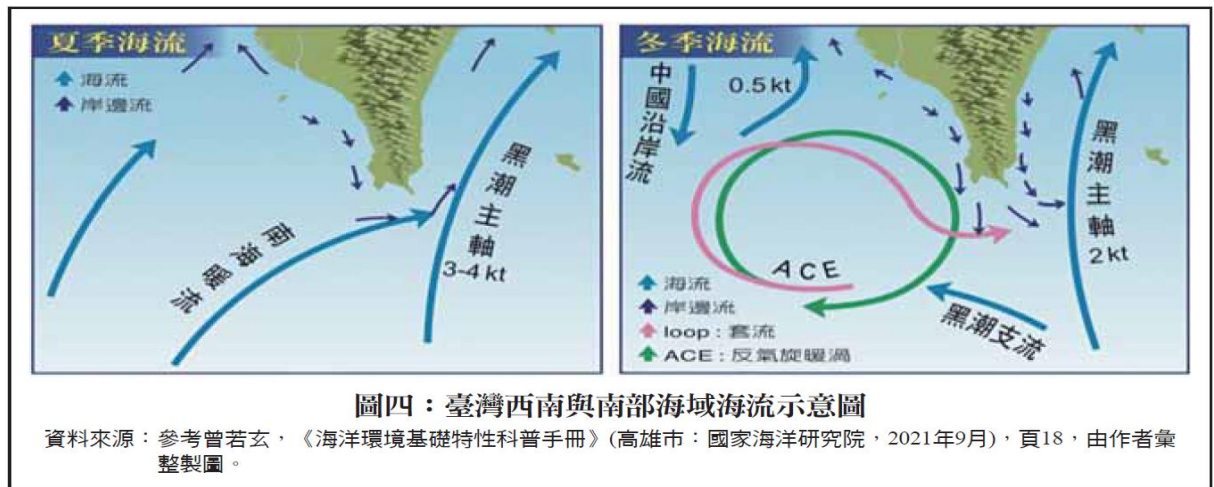 夏季海流
海流
岸邊流
南海暖流
黑潮主軸
3-4 kt
冬季海流
中國沿岸流
0.5 kt
黑潮主軸
2 kt
ACE
黑潮支流
海流
岸邊流
loop：套流
ACE：反氣旋暖渦
圖四：臺灣西南與南部海域海流示意圖
資料來源：參考曾若玄，《海洋環境基礎特性科普手冊》(高雄市：國家海洋研究院，2021年9月)，頁18，由作者彙
整製圖。